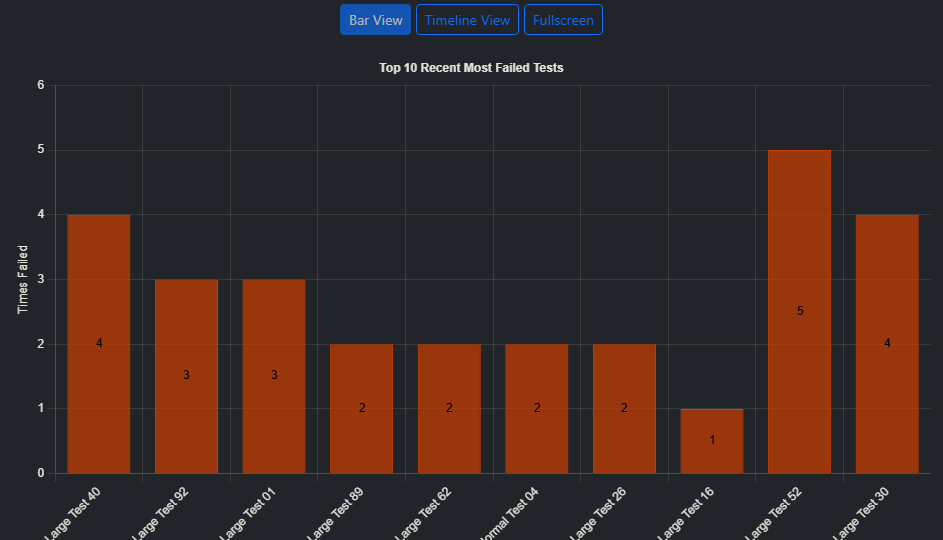 Bar View
Timeline View
Fullscreen
Top 10 Recent Most Failed Tests
Times Failed
6
5
4
3
2
1
0
4
3
3
2
2
2
2
1
5
4
Large Test 40
Large Test 92
Large Test 01
Large Test 89
Large Test 62
Test 04
Large Test 26
Large Test 16
Large Test 52
Large Test 30